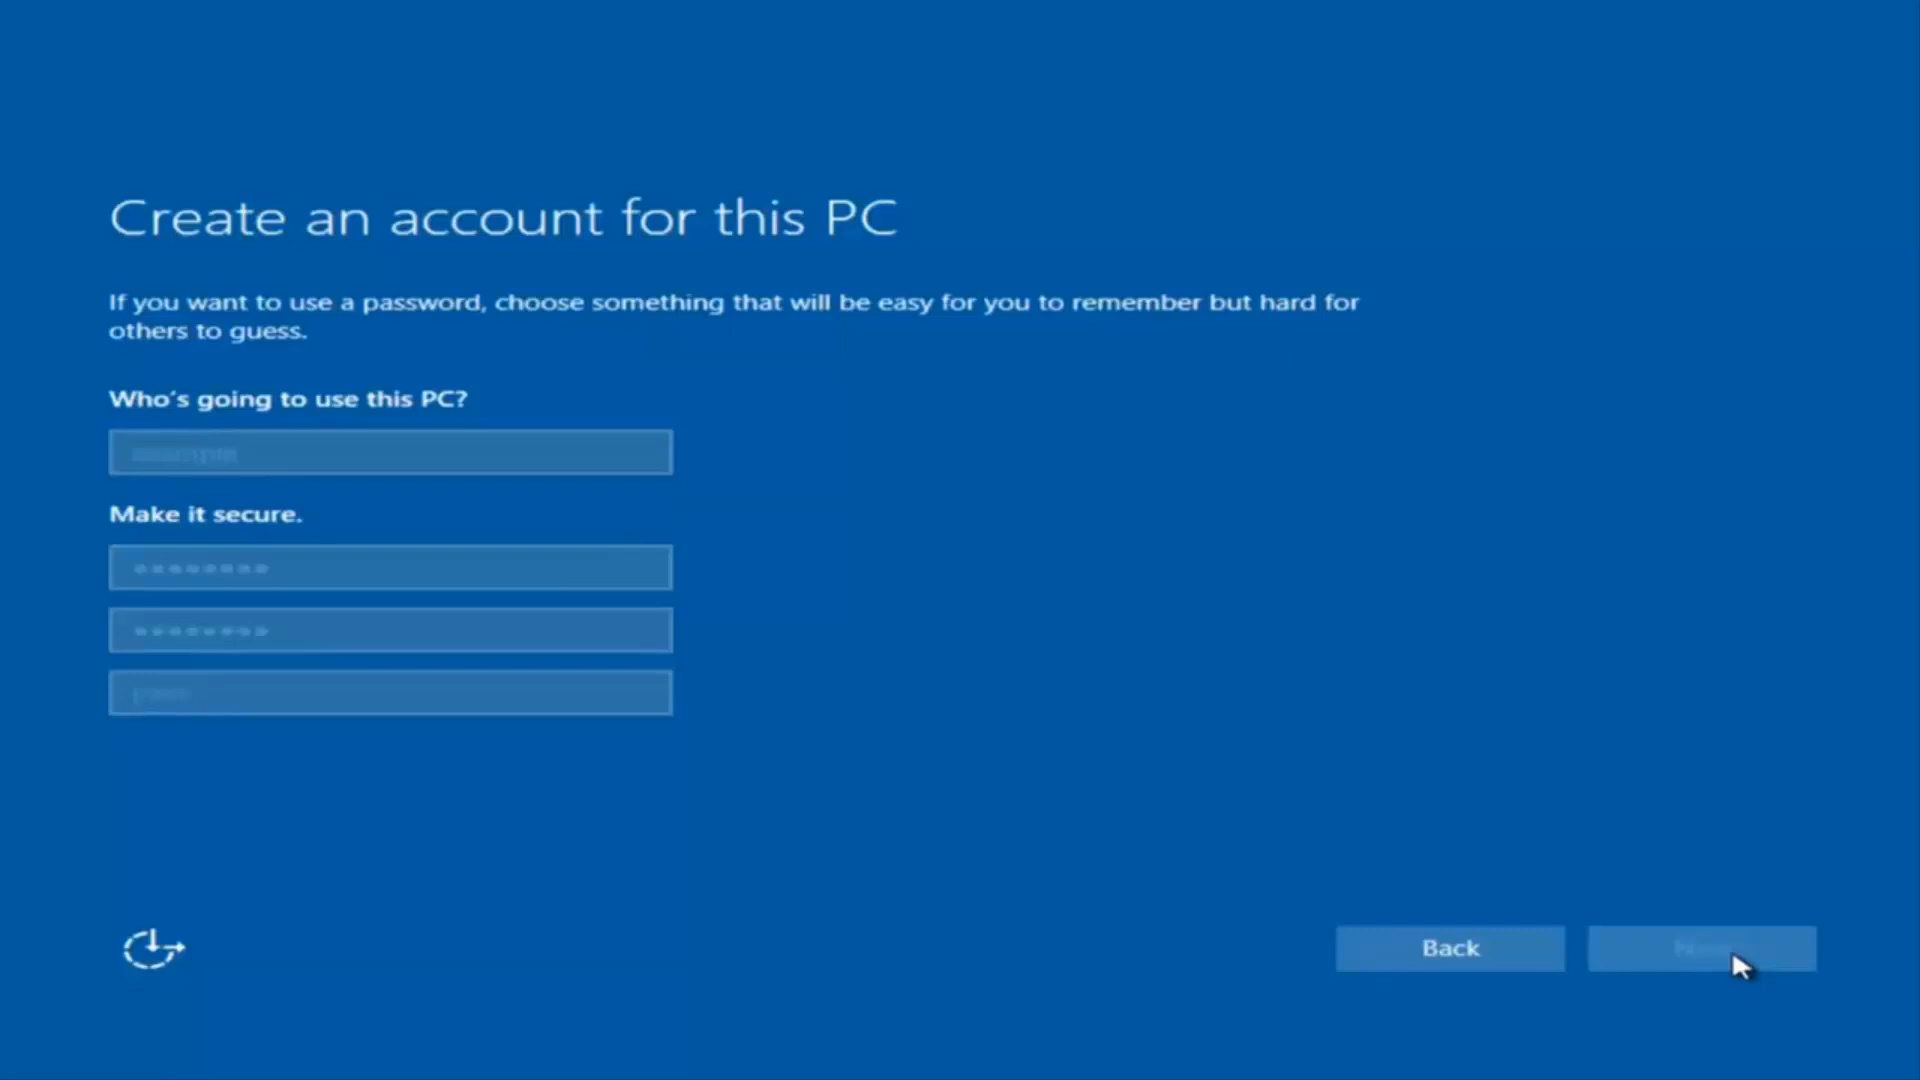 Create an account for this PC
If you want to use a password, choose something that will be easy for you to remember but hard for
others to guess.
Who's going to use this PC?
Make it secure.
●●●●●●●●
●●●●●●●●
Back